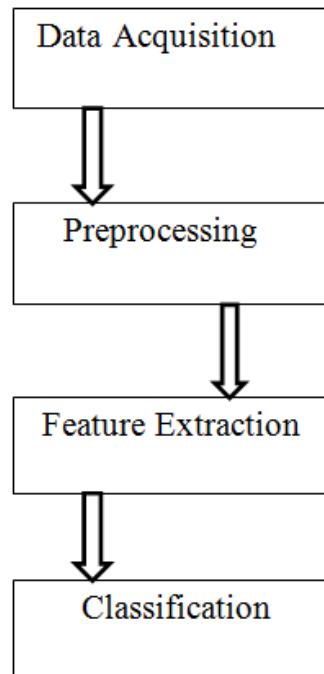 Data Acquisition
Preprocessing
Feature Extraction
Classification